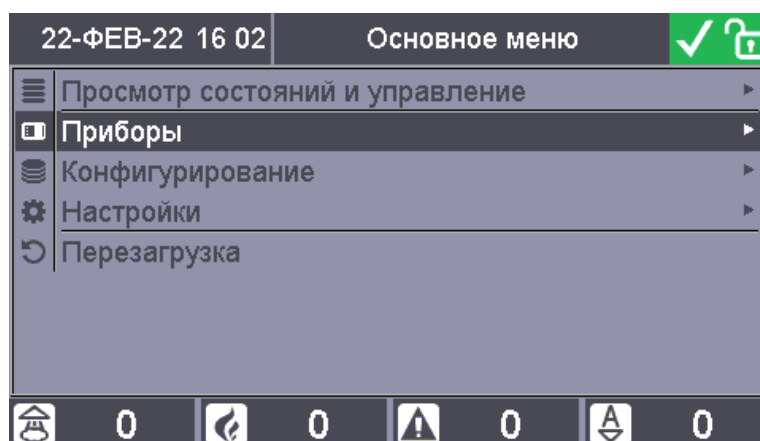 22-ФЕВ-22 16 02 Основное меню
Просмотр состояний и управление
Приборы
Конфигурирование
Настройки
Перезагрузка
0 0 0 A 0